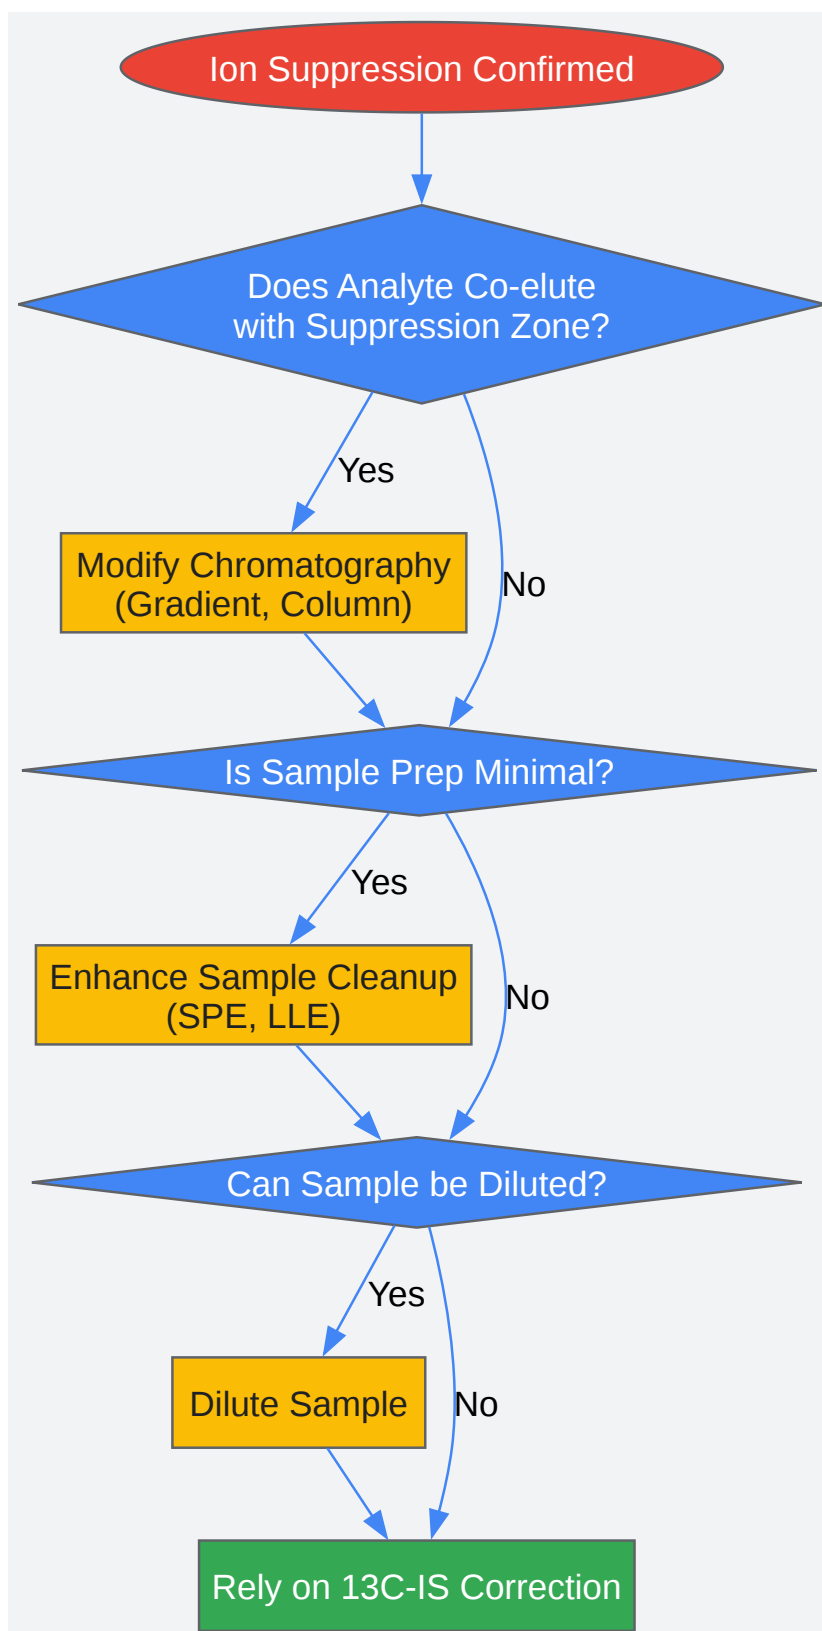 Ion Suppression Confirmed
Does Analyte Co-elute
with Suppression Zone?
Yes
Modify Chromatography
(Gradient, Column)
No
Is Sample Prep Minimal?
Yes
Enhance Sample Cleanup
(SPE, LLE)
No
Can Sample be Diluted?
Yes
Dilute Sample
No
Rely on 13C-IS Correction